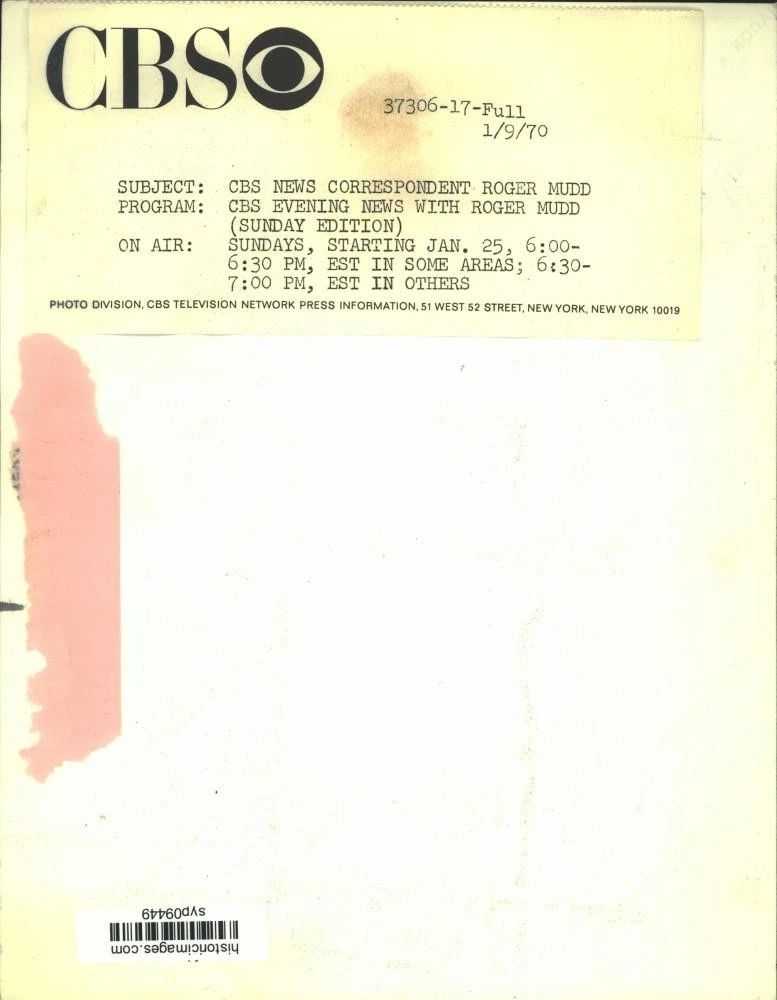 CBS
37306-17-Full
1/9/70
SUBJECT: CBS NEWS CORRESPONDENT ROGER MUDD
PROGRAM: CBS EVENING NEWS WITH ROGER MUDD
(SUNDAY EDITION)
ON AIR: SUNDAYS, STARTING JAN. 25, 6:00-
6:30 PM, EST IN SOME AREAS; 6:30-
7:00 PM, EST IN OTHERS
PHOTO DIVISION, CBS TELEVISION NETWORK PRESS INFORMATION, 51 WEST 52 STREET, NEW YORK, NEW YORK 10019
syp09449
historicimages.com